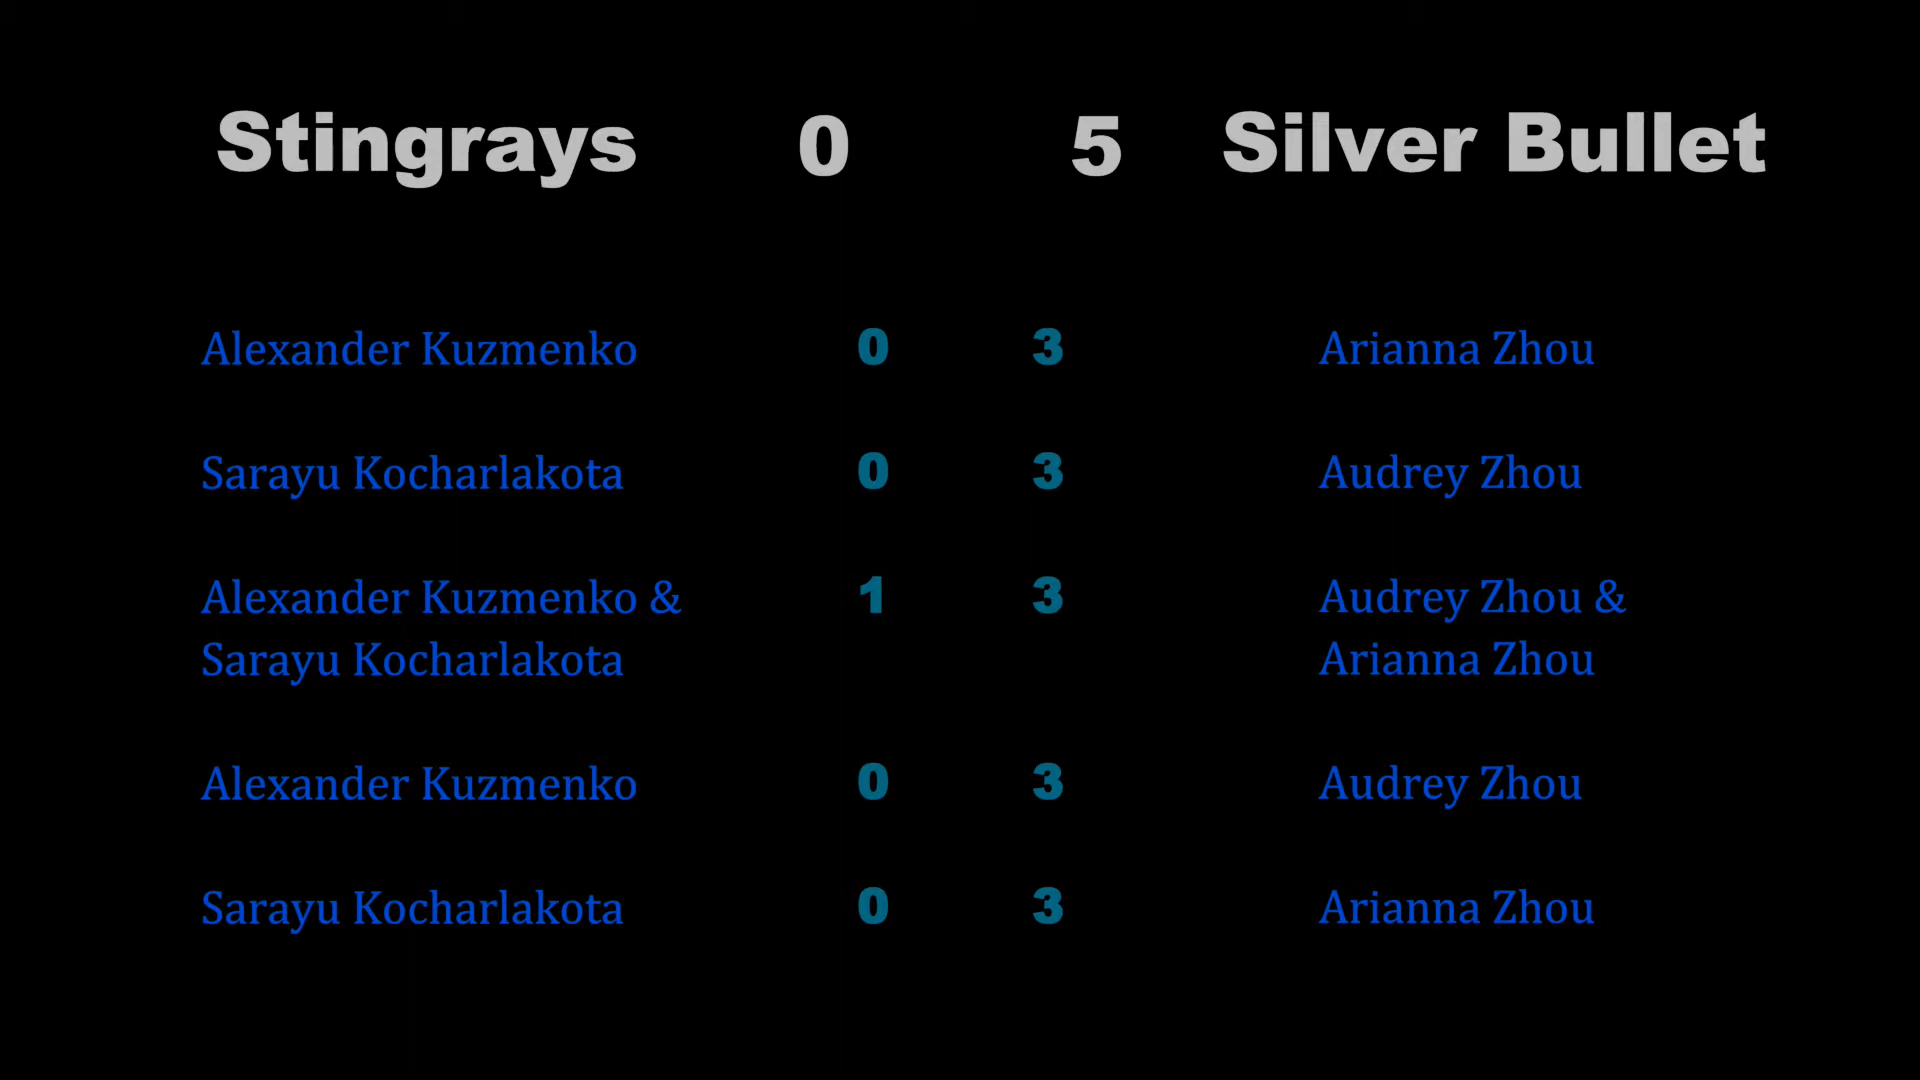 Stingrays 0 5 Silver Bullet
Alexander Kuzmenko 0 3 Arianna Zhou
Sarayu Kocharlakota 0 3 Audrey Zhou
Alexander Kuzmenko & 1 3 Audrey Zhou &
Sarayu Kocharlakota Arianna Zhou
Alexander Kuzmenko 0 3 Audrey Zhou
Sarayu Kocharlakota 0 3 Arianna Zhou